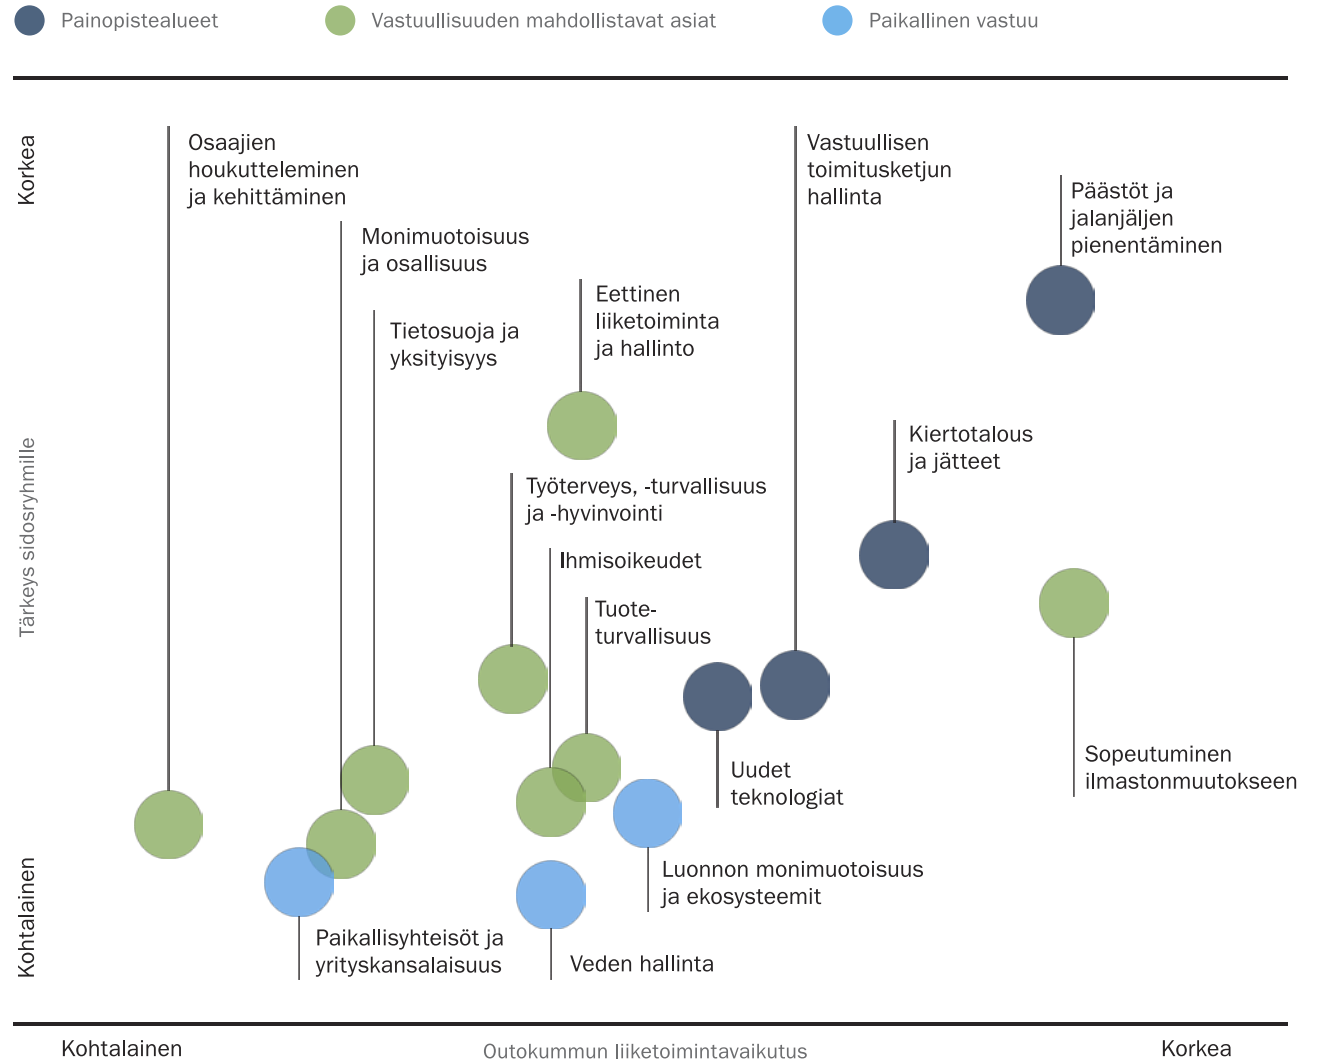 Painopistealueet
Vastuullisuuden mahdollistavat asiat
Paikallinen vastuu
Korkea
Tärkeys sidosryhmille
Kohtalainen
Osaajien
houkutteleminen
ja kehittäminen
Monimuotoisuus
ja osallisuus
Tietosuoja ja
yksityisyys
Eettinen
liiketoiminta
ja hallinto
Vastuullisen
toimitusketjun
hallinta
Päästöt ja
jalanjäljen
pienentäminen
Kiertotalous
ja jätteet
Työterveys, -turvallisuus
ja -hyvinvointi
Ihmisoikeudet
Tuote-
turvallisuus
Uudet
teknologiat
Sopeutuminen
ilmastonmuutokseen
Luonnon monimuotoisuus
ja ekosysteemit
Paikallisyhteisöt ja
yrityskansalaisuus
Veden hallinta
Kohtalainen
Outokummun liiketoimintavaikutus
Korkea